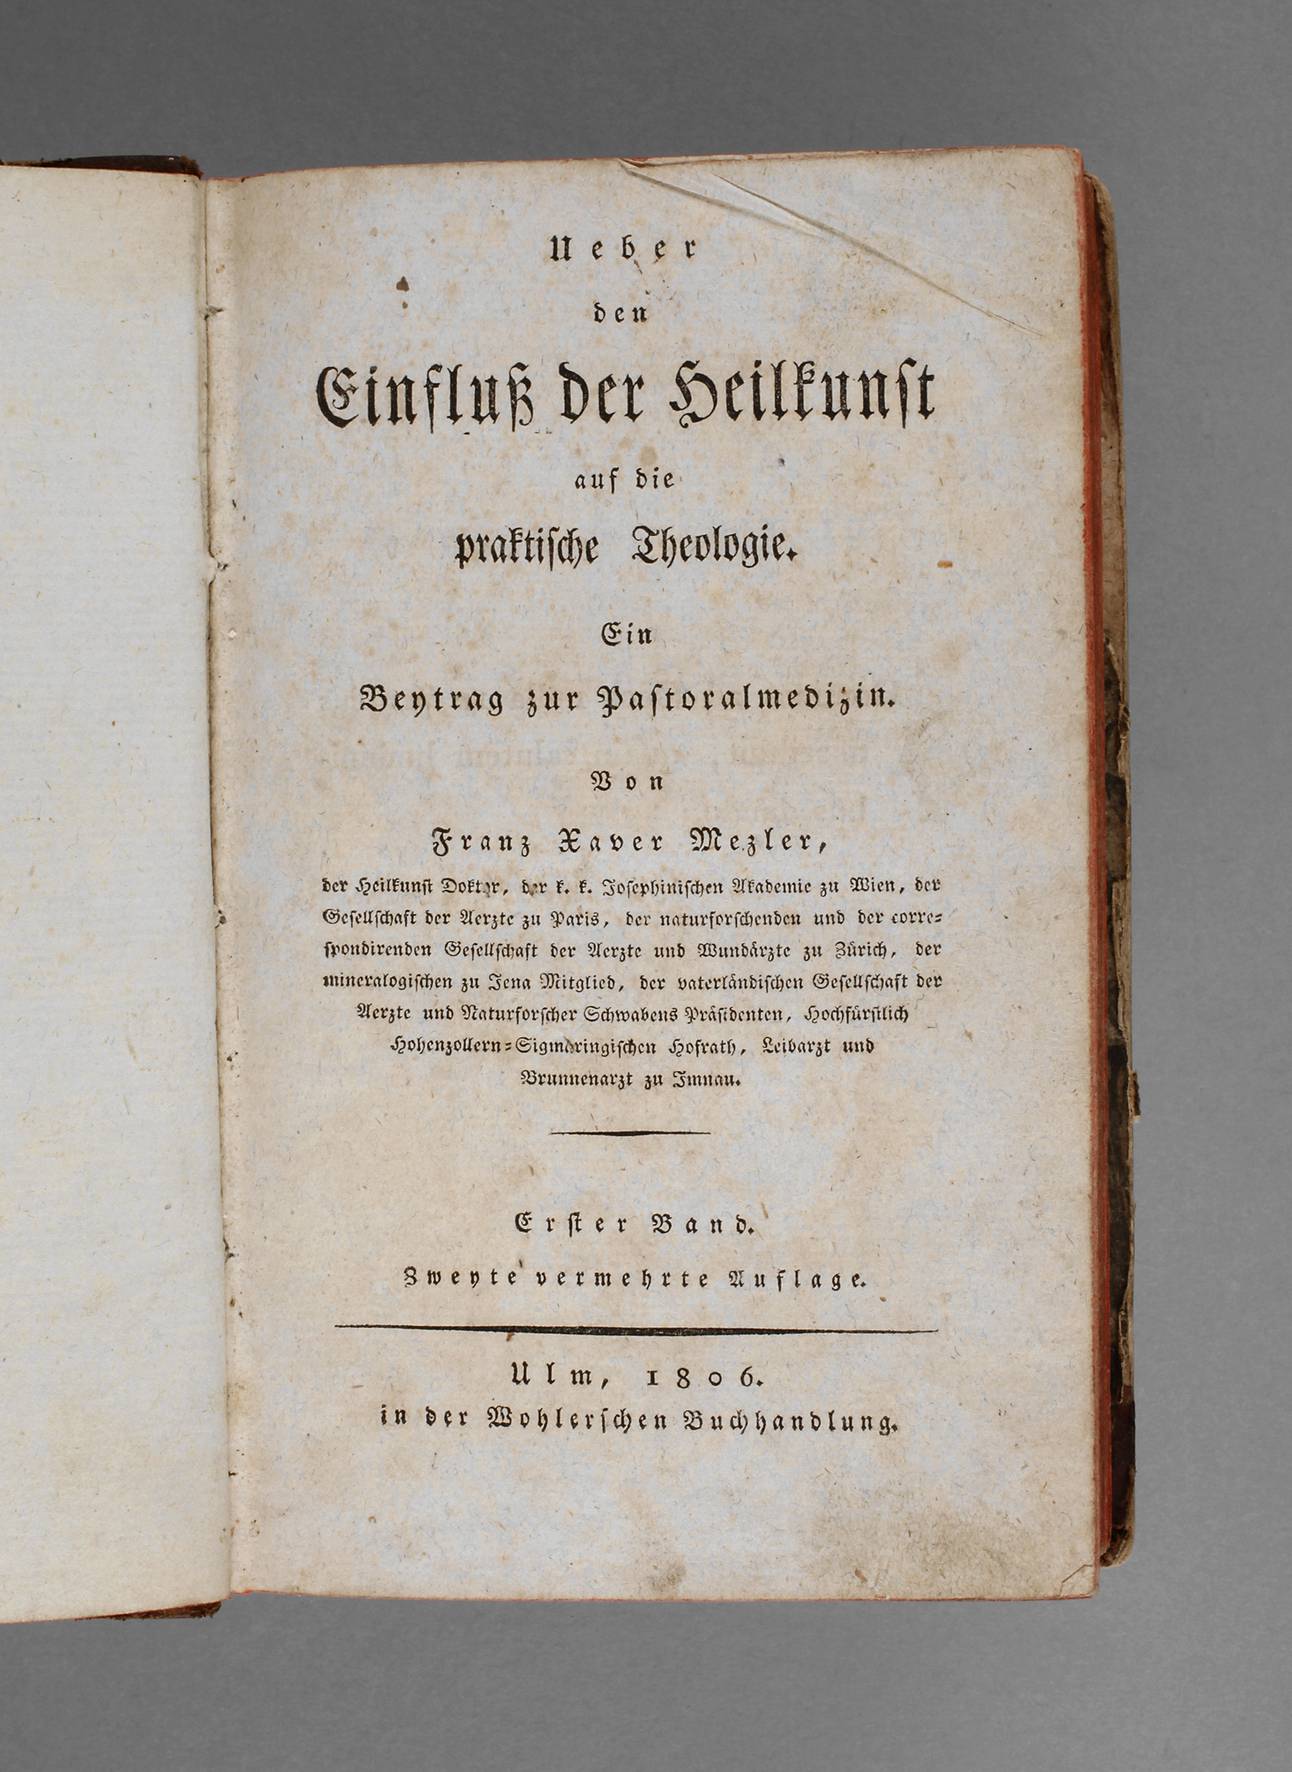 Ueber
den
Einfluß der Heilkunst
auf die
praktische Theologie.
Ein
Beytrag zur Pastoralmedizin.
Von
Franz Xaver Mezler,
der Heilkunst Doktor, der k. k. Josephinischen Akademie zu Wien, der
Gesellschaft der Aerzte zu Paris, der naturforschenden und der corre-
spondirenden Gesellschaft der Aerzte und Wundärzte zu Zürich, der
mineralogischen zu Jena Mitglied, der vaterländischen Gesellschaft der
Aerzte und Naturforscher Schwabens Präsidenten, Hochfürstlich
Hohenzollern-Sigmaringischen Hofrath, Leibarzt und
Brunnenarzt zu Imnau.
Erster Band.
Zweyte vermehrte Auflage.
Ulm, 1806.
in der Wohlerschen Buchhandlung.